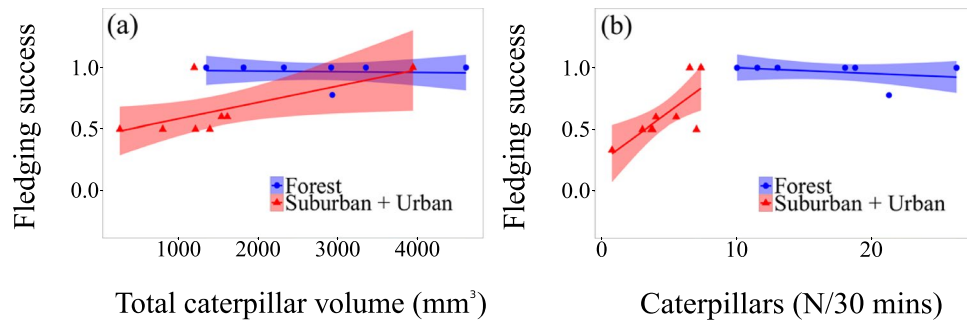 (a)
Fledging success
1.0
0.5
0.0
Forest
Suburban + Urban
1000 2000 3000 4000
Total caterpillar volume (mm³)
(b)
Fledging success
1.0
0.5
0.0
Forest
Suburban + Urban
0 10 20
Caterpillars (N/30 mins)